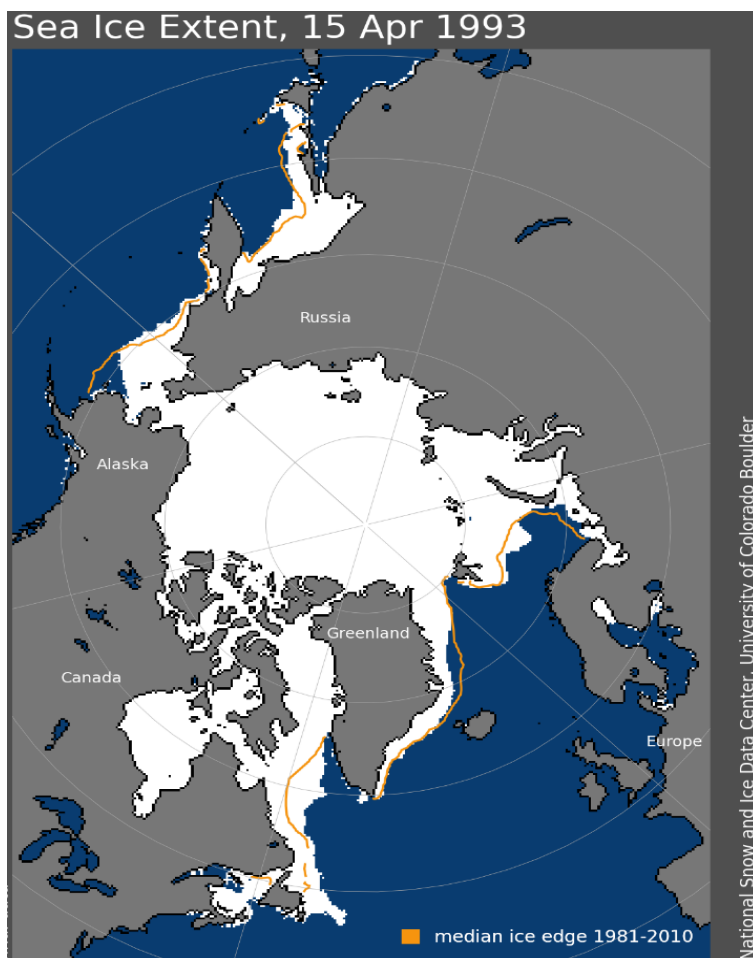 Sea Ice Extent, 15 Apr 1993
Russia
Alaska
Greenland
Canada
Europe
median ice edge 1981-2010
National Snow and Ice Data Center, University of Colorado Boulder